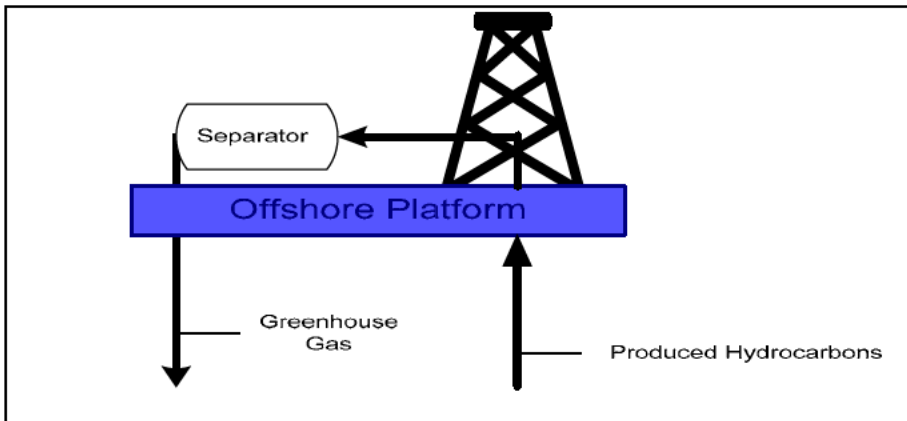 Separator
Offshore Platform
Greenhouse
Gas
Produced Hydrocarbons